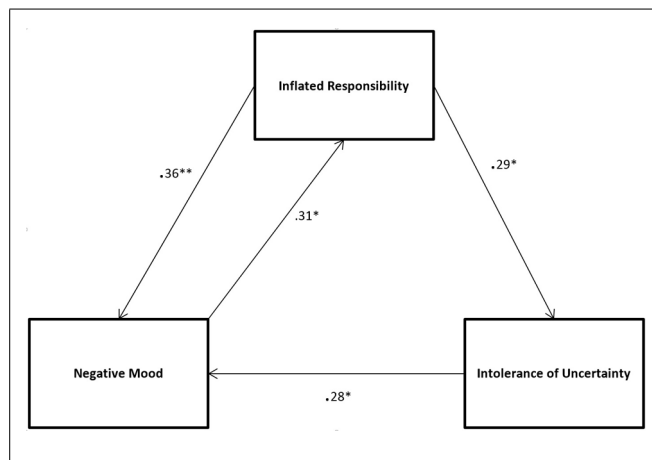 Inflated Responsibility
.36**
.29*
.31*
Negative Mood
Intolerance of Uncertainty
.28*